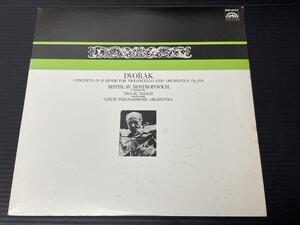 DVOŘÁK
CONCERTO IN B MINOR FOR VIOLONCELLO AND ORCHESTRA, Op.104
MSTISLAV ROSTROPOVICH,
VÁCLAV TALICH
CZECH PHILHARMONIC ORCHESTRA